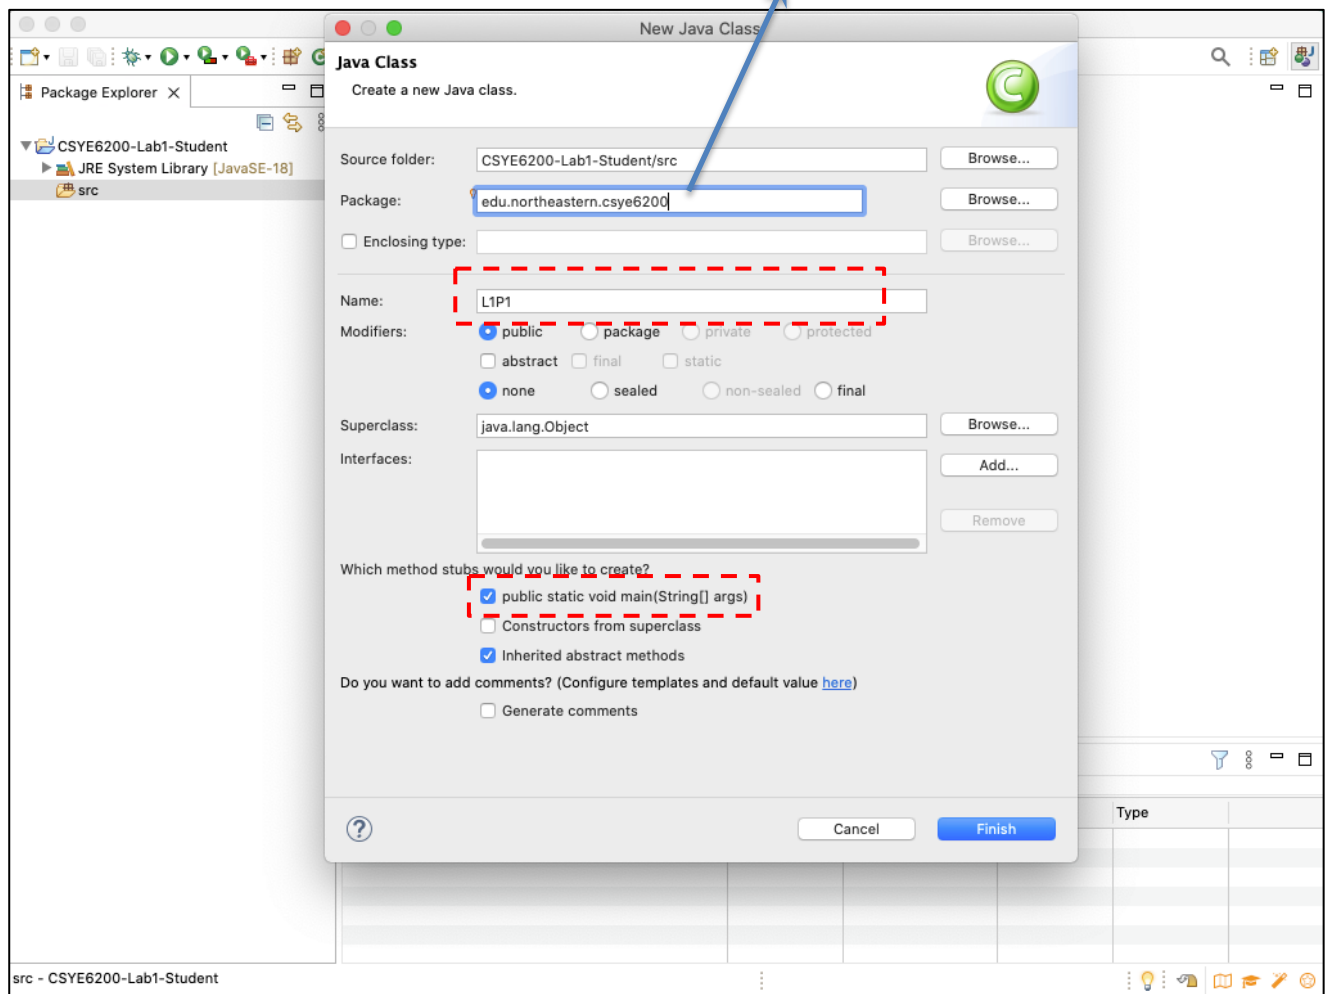 New Java Class
Java Class
Create a new Java class.
Package Explorer
CSYE6200-Lab1-Student
JRE System Library [JavaSE-18]
src
Source folder: CSYE6200-Lab1-Student/src Browse...
Package: edu.northeastern.csye6200 Browse...
Enclosing type: Browse...
Name: L1P1
Modifiers: public package private protected
abstract final static
none sealed non-sealed final
Superclass: java.lang.Object Browse...
Interfaces: Add...
Remove
Which method stubs would you like to create?
public static void main(String[] args)
Constructors from superclass
Inherited abstract methods
Do you want to add comments? (Configure templates and default value here)
Generate comments
Cancel Finish
Type
src - CSYE6200-Lab1-Student